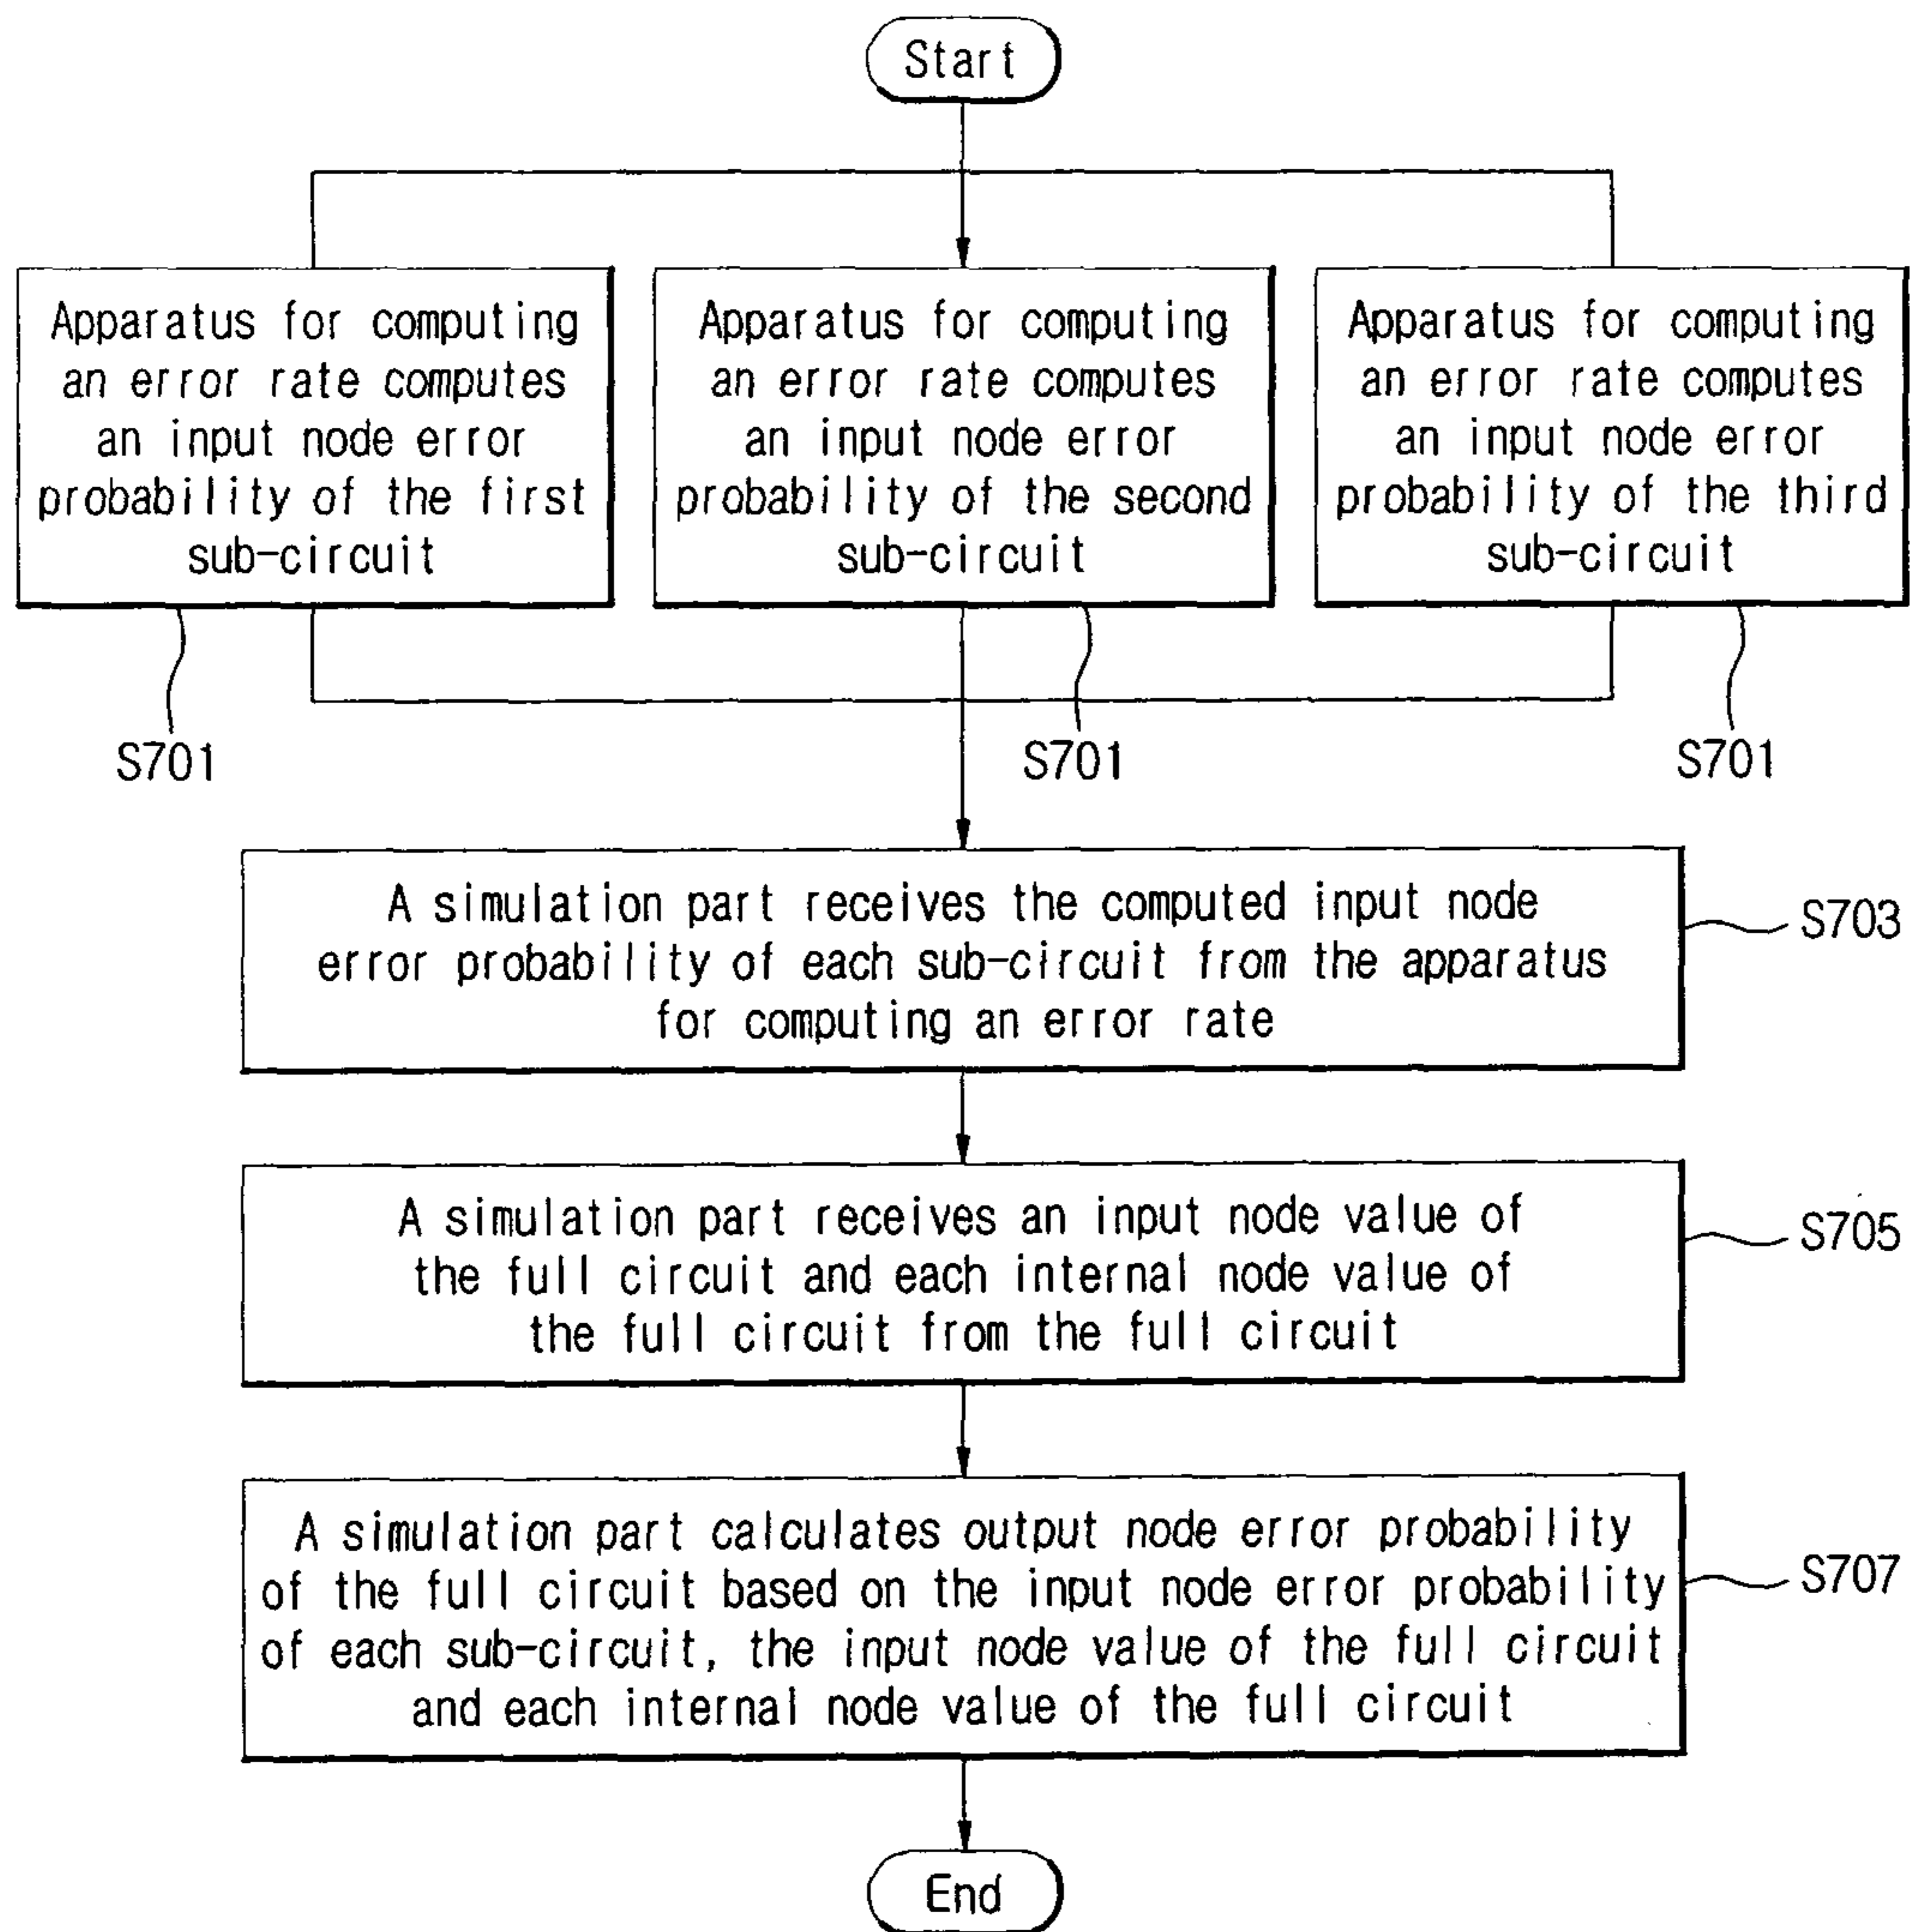 Start
Apparatus for computing
an error rate computes
an input node error
probability of the first
sub-circuit
Apparatus for computing
an error rate computes
an input node error
probability of the second
sub-circuit
Apparatus for computing
an error rate computes
an input node error
probability of the third
sub-circuit
S701
S701
S701
A simulation part receives the computed input node
error probability of each sub-circuit from the apparatus
for computing an error rate
S703
A simulation part receives an input node value of
the full circuit and each internal node value of
the full circuit from the full circuit
S705
A simulation part calculates output node error probability
of the full circuit based on the input node error probability
of each sub-circuit, the input node value of the full circuit
and each internal node value of the full circuit
S707
End